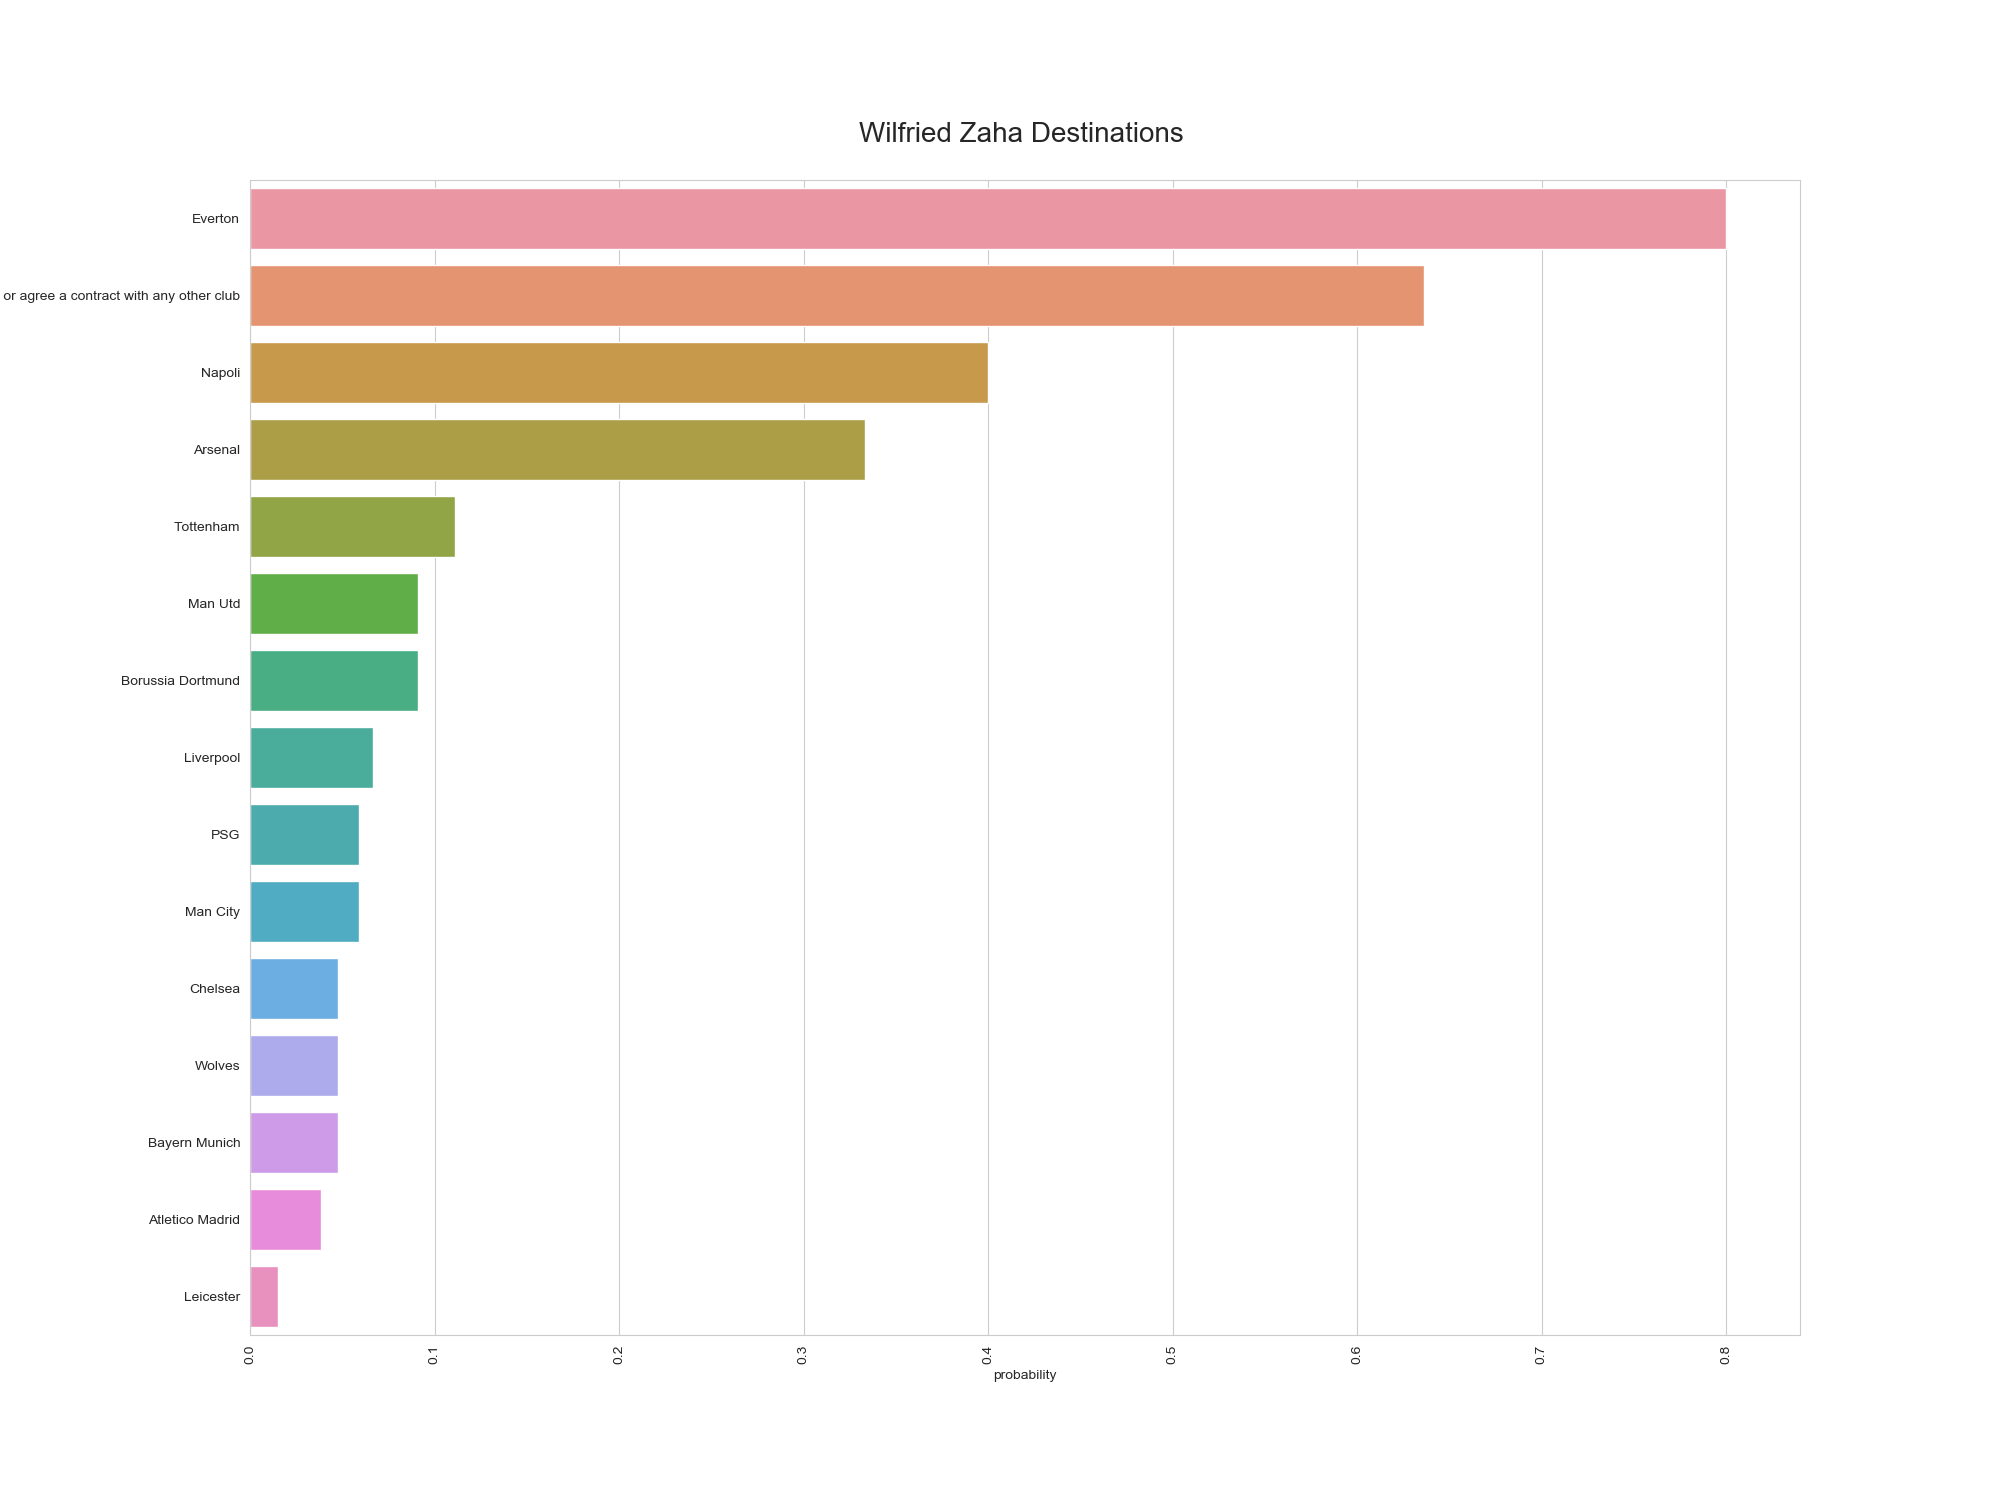 Wilfried Zaha Destinations
Everton
or agree a contract with any other club
Napoli
Arsenal
Tottenham
Man Utd
Borussia Dortmund
Liverpool
PSG
Man City
Chelsea
Wolves
Bayern Munich
Atletico Madrid
Leicester
0.0
0.1
0.2
0.3
0.4
0.5
0.6
0.7
0.8
probability